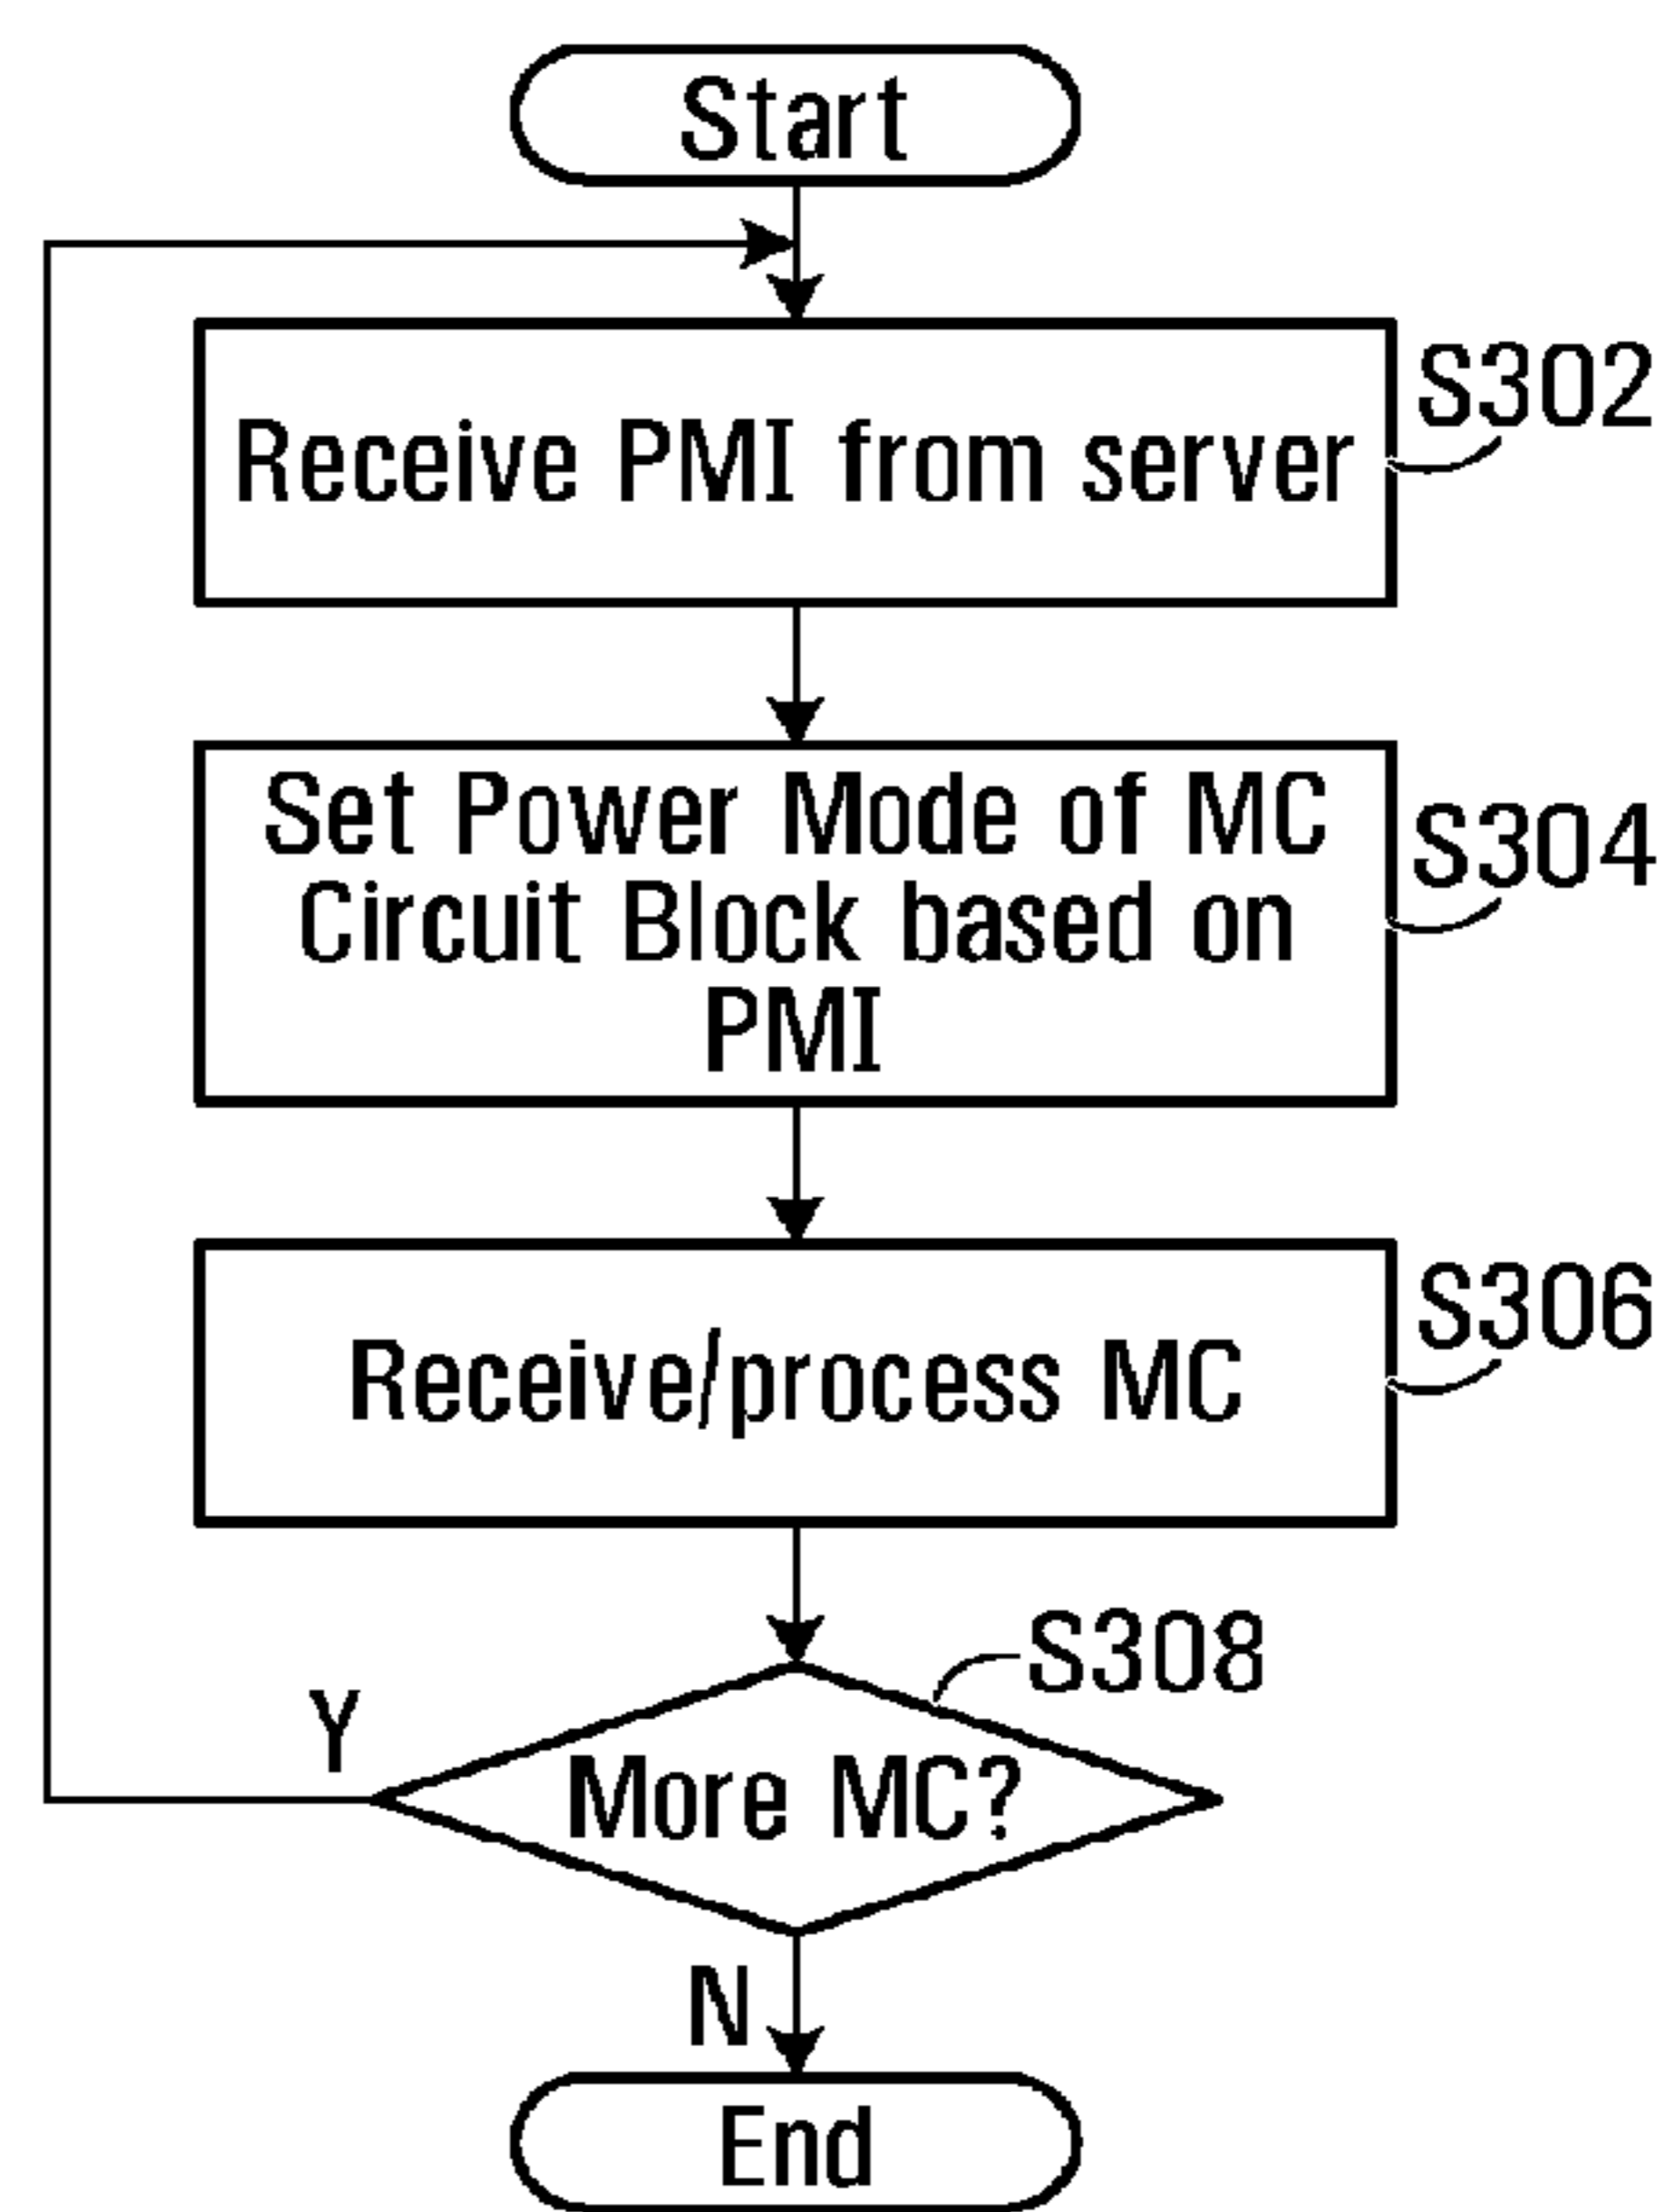 Start
Receive PMI from server
S302
Set Power Mode of MC
Circuit Block based on
PMI
S304
Receive/process MC
S306
S308
Y
More MC?
N
End